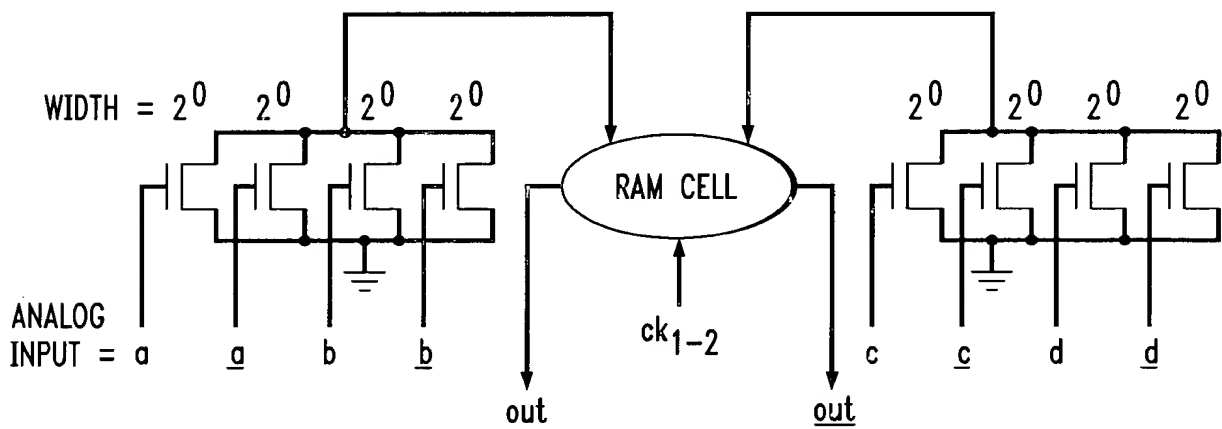 WIDTH = 2⁰ 2⁰ 2⁰ 2⁰
2⁰ 2⁰ 2⁰ 2⁰
RAM CELL
ck₁₋₂
ANALOG
INPUT = a a b b
c c d d
out
out